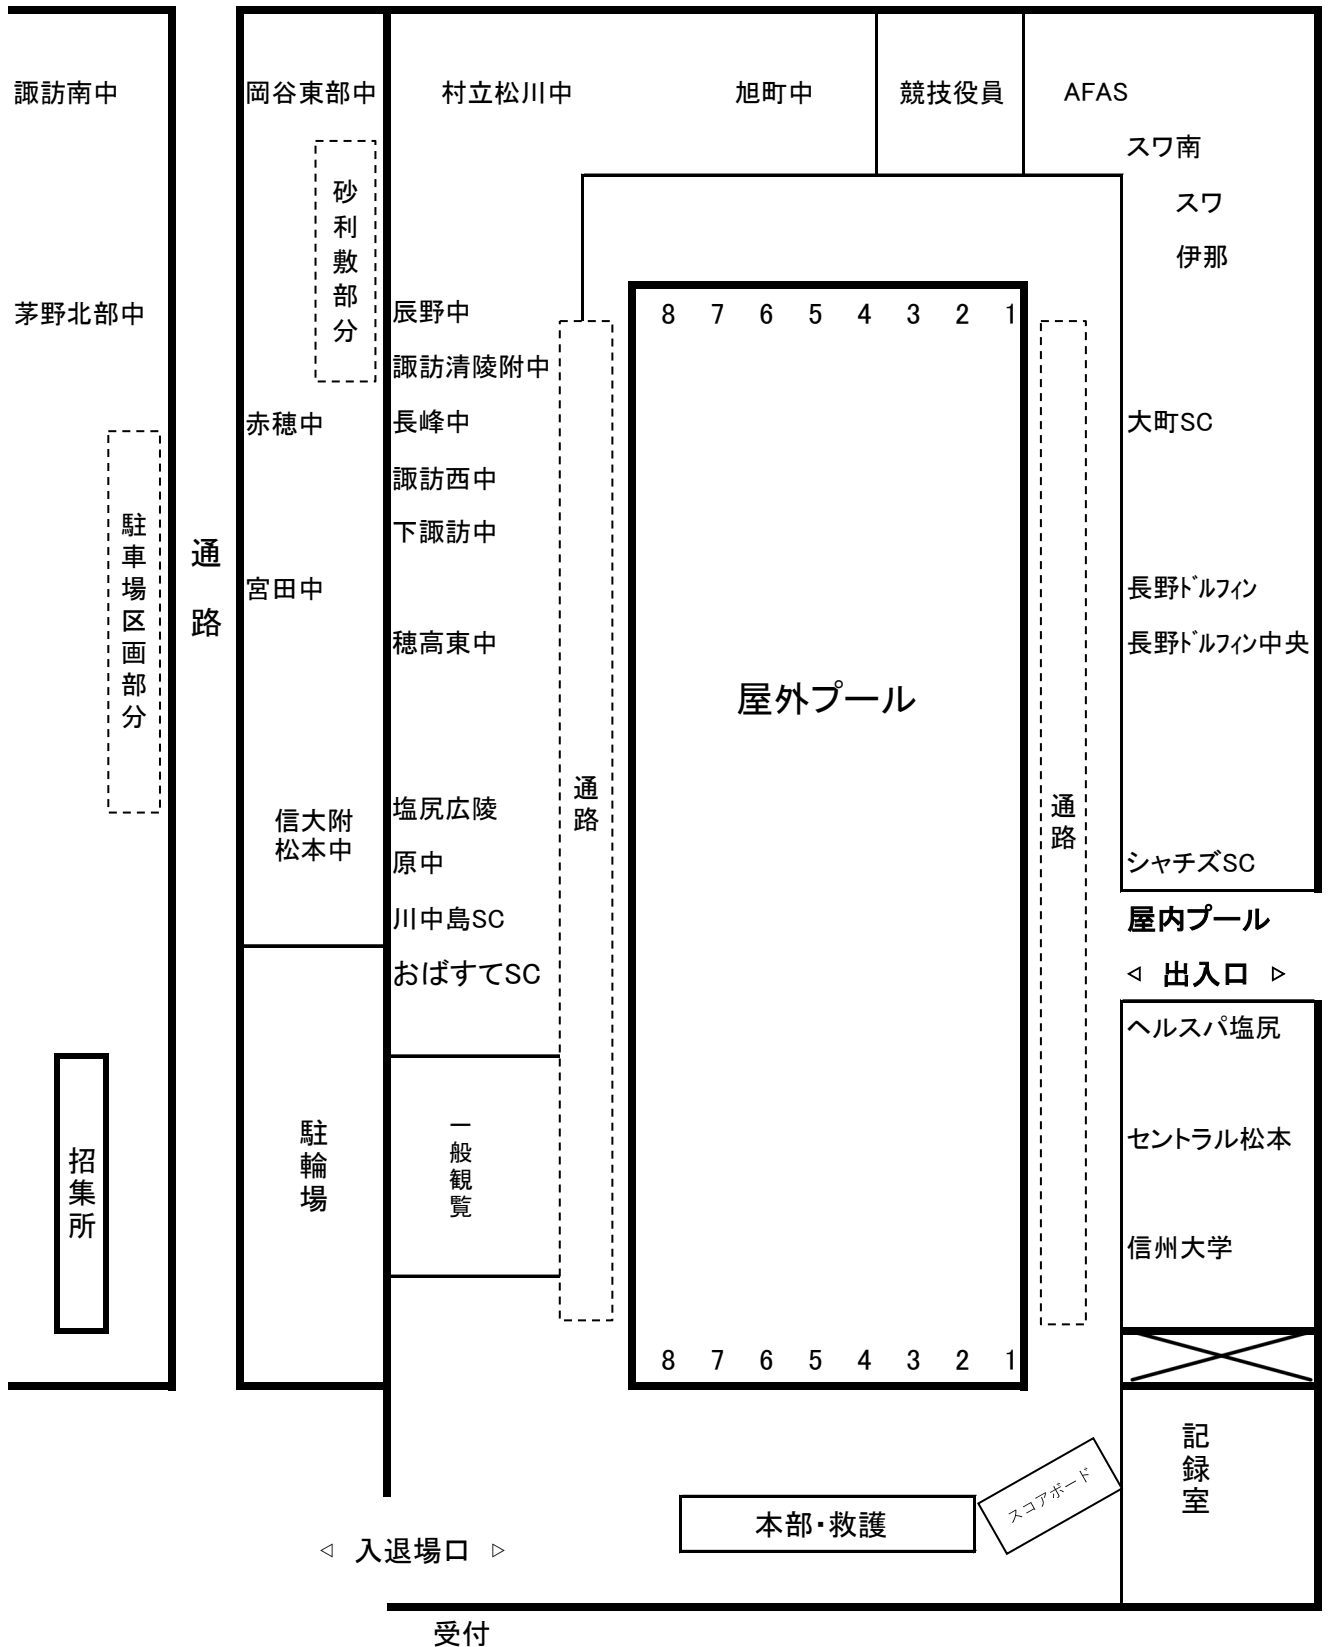 諏訪南中
岡谷東部中
村立松川中
旭町中
競技役員
AFAS
スワ南
スワ
伊那
砂利敷部分
茅野北部中
辰野中
8 7 6 5 4 3 2 1
諏訪清陵附中
赤穂中
長峰中
大町SC
諏訪西中
下諏訪中
駐車場区画部分
通路
宮田中
長野ﾄﾞﾙﾌｨﾝ
穂高東中
長野ﾄﾞﾙﾌｨﾝ中央
屋外プール
通路
通路
信大附
松本中
塩尻広陵
原中
シャチズSC
川中島SC
屋内プール
おばすてSC
◁ 出入口 ▷
ヘルスパ塩尻
招集所
駐輪場
一般観覧
セントラル松本
信州大学
8 7 6 5 4 3 2 1
記録室
スコアボード
本部・救護
◁ 入退場口 ▷
受付